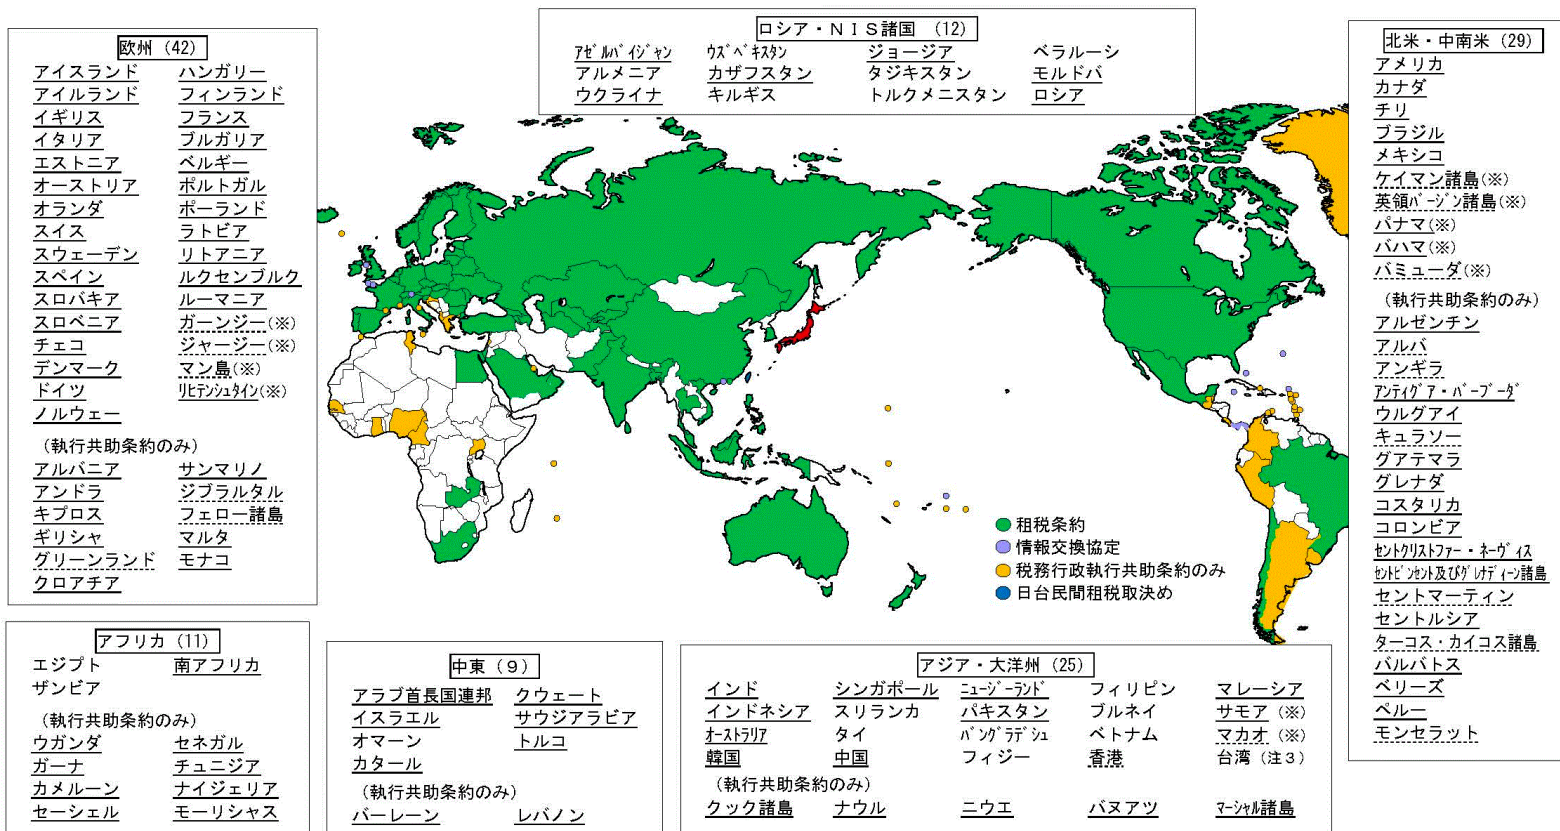 欧州（42）
アイスランド　ハンガリー
アイルランド　フィンランド
イギリス　フランス
イタリア　ブルガリア
エストニア　ベルギー
オーストリア　ポルトガル
オランダ　ポーランド
スイス　ラトビア
スウェーデン　リトアニア
スペイン　ルクセンブルク
スロバキア　ルーマニア
スロベニア　ガーンジー(※)
チェコ　ジャージー(※)
デンマーク　マン島(※)
ドイツ　リヒテンシュタイン(※)
ノルウェー
（執行共助条約のみ）
アルバニア　サンマリノ
アンドラ　ジブラルタル
キプロス　フェロー諸島
ギリシャ　マルタ
グリーンランド　モナコ
クロアチア
ロシア・ＮＩＳ諸国（12）
アゼルバイジャン　ウズベキスタン　ジョージア　ベラルーシ
アルメニア　カザフスタン　タジキスタン　モルドバ
ウクライナ　キルギス　トルクメニスタン　ロシア
北米・中南米（29）
アメリカ
カナダ
チリ
ブラジル
メキシコ
ケイマン諸島(※)
英領バージン諸島(※)
パナマ(※)
バハマ(※)
バミューダ(※)
（執行共助条約のみ）
アルゼンチン
アルバ
アンギラ
アンティグア・バーブーダ
ウルグアイ
キュラソー
グアテマラ
グレナダ
コスタリカ
コロンビア
セントクリストファー・ネーヴィス
セントビンセント及びグレナディーン諸島
セントマーティン
セントルシア
タークス・カイコス諸島
バルバトス
ベリーズ
ペルー
モンセラット
租税条約
情報交換協定
税務行政執行共助条約のみ
日台民間租税取決め
アフリカ（11）
エジプト　南アフリカ
ザンビア
（執行共助条約のみ）
ウガンダ　セネガル
ガーナ　チュニジア
カメルーン　ナイジェリア
セーシェル　モーリシャス
中東（９）
アラブ首長国連邦　クウェート
イスラエル　サウジアラビア
オマーン　トルコ
カタール
（執行共助条約のみ）
バーレーン　レバノン
アジア・大洋州（25）
インド　シンガポール　ニュージーランド　フィリピン　マレーシア
インドネシア　スリランカ　パキスタン　ブルネイ　サモア（※）
オーストラリア　タイ　バングラデシュ　ベトナム　マカオ（※）
韓国　中国　フィジー　香港　台湾（注３）
（執行共助条約のみ）
クック諸島　ナウル　ニウエ　バヌアツ　マーシャル諸島